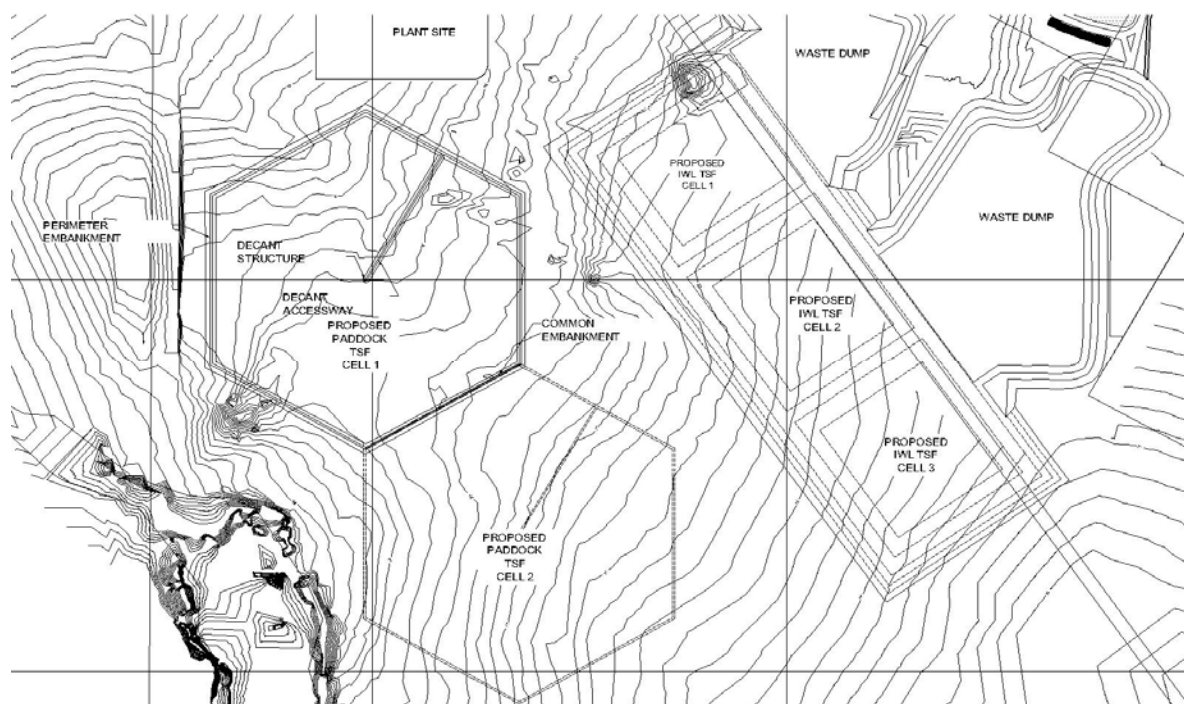 PLANT SITE
WASTE DUMP
PROPOSED
IWL TSF
CELL 1
PERIMETER
EMBANKMENT
DECANT
STRUCTURE
WASTE DUMP
DECANT
ACCESSWAY
PROPOSED
PADDOCK
TSF
CELL 1
COMMON
EMBANKMENT
PROPOSED
IWL TSF
CELL 2
PROPOSED
IWL TSF
CELL 3
PROPOSED
PADDOCK
TSF
CELL 2